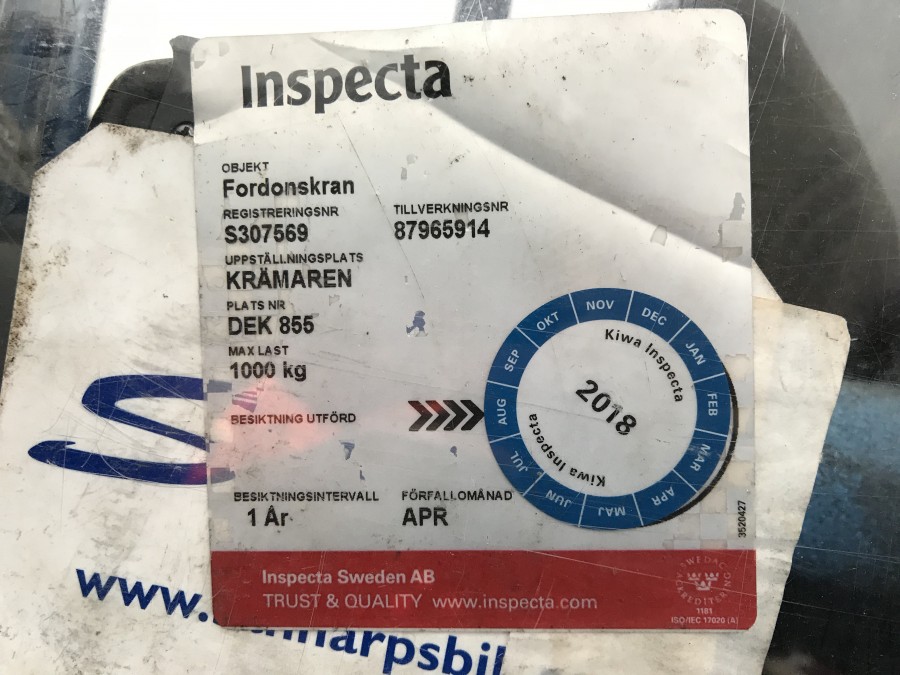 Inspecta
OBJEKT
Fordonskran
REGISTRERINGSNR TILLVERKNINGSNR
S307569 87965914
UPPSTÄLLNINGSPLATS
KRÄMAREN
PLATS NR
DEK 855
MAX LAST
1000 kg
BESIKTNING UTFÖRD
BESIKTNINGSINTERVALL FÖRFALLOMÅNAD
1 År APR
JAN FEB MAR APR MAJ JUN JUL AUG SEP OKT NOV DEC
Kiwa Inspecta
2018
Kiwa Inspecta
3520427
Inspecta Sweden AB
TRUST & QUALITY www.inspecta.com
SWEDAC
ACKREDITERING
1181
ISO/IEC 17020 (A)
S
www.
arpsbil